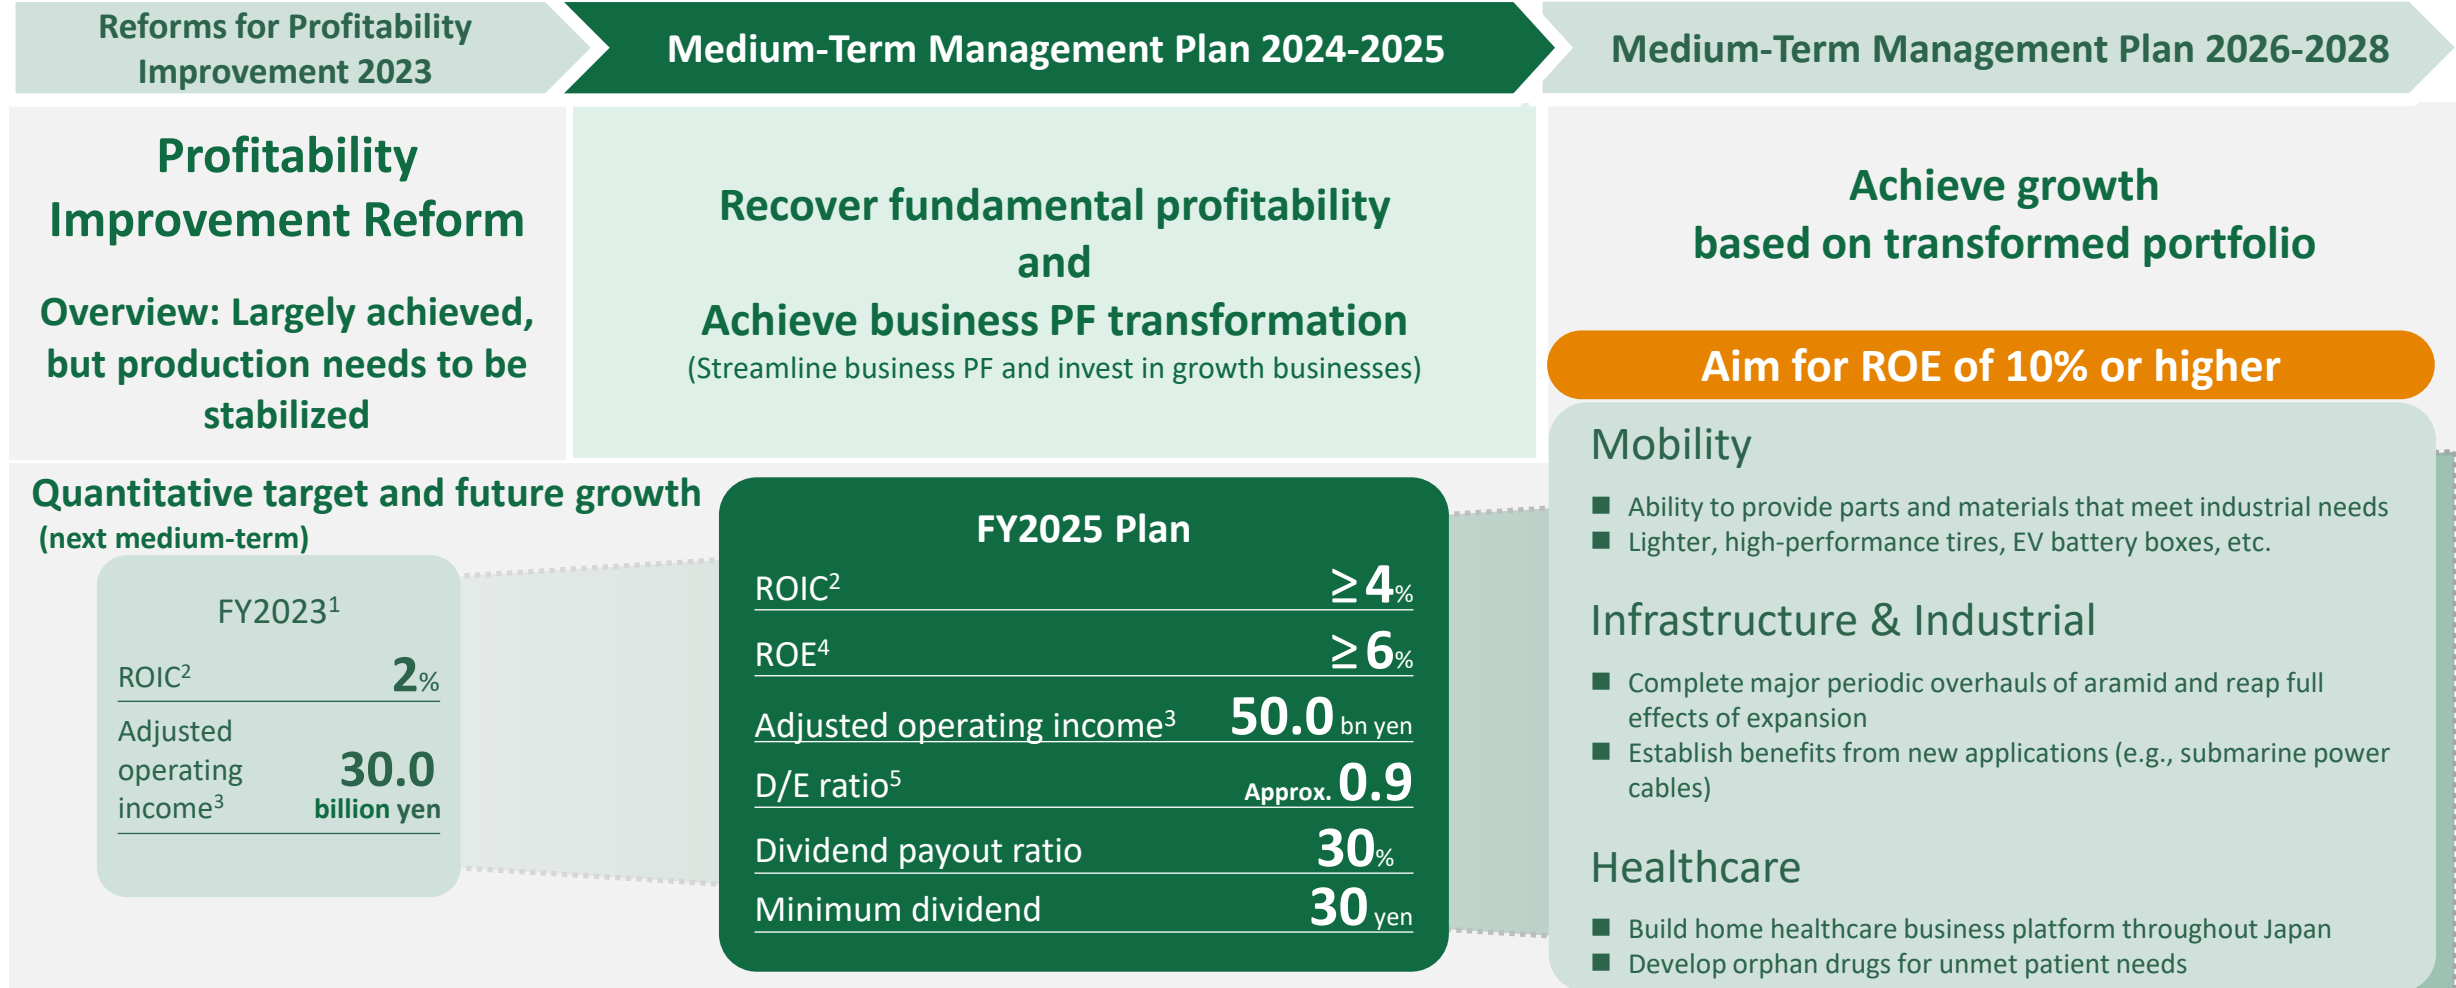 Reforms for Profitability
Improvement 2023
Medium-Term Management Plan 2024-2025
Medium-Term Management Plan 2026-2028
Profitability
Improvement Reform
Overview: Largely achieved,
but production needs to be
stabilized
Recover fundamental profitability
and
Achieve business PF transformation
(Streamline business PF and invest in growth businesses)
Achieve growth
based on transformed portfolio
Aim for ROE of 10% or higher
Quantitative target and future growth
(next medium-term)
FY2023¹
ROIC² 2%
Adjusted
operating
income³
30.0
billion yen
FY2025 Plan
ROIC² ≥4%
ROE⁴ ≥6%
Adjusted operating income³ 50.0 bn yen
D/E ratio⁵ Approx. 0.9
Dividend payout ratio 30%
Minimum dividend 30 yen
Mobility
■ Ability to provide parts and materials that meet industrial needs
■ Lighter, high-performance tires, EV battery boxes, etc.
Infrastructure & Industrial
■ Complete major periodic overhauls of aramid and reap full
effects of expansion
■ Establish benefits from new applications (e.g., submarine power
cables)
Healthcare
■ Build home healthcare business platform throughout Japan
■ Develop orphan drugs for unmet patient needs